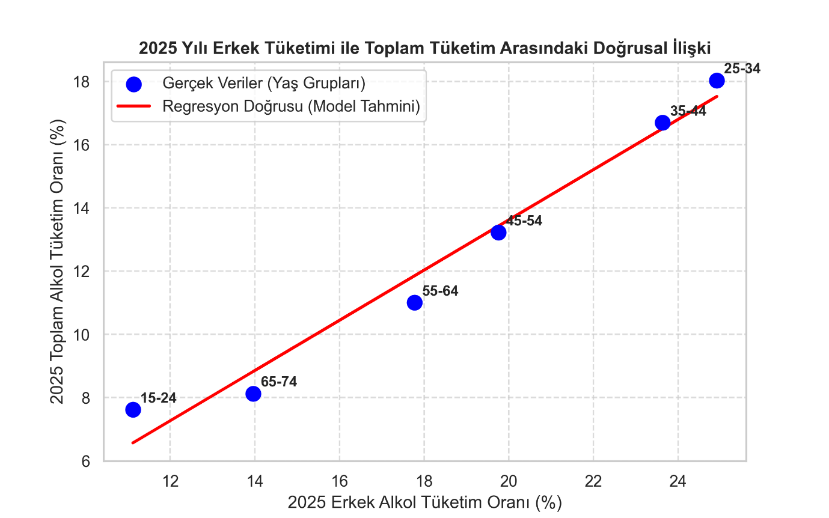 2025 Yılı Erkek Tüketimi ile Toplam Tüketim Arasındaki Doğrusal İlişki
Gerçek Veriler (Yaş Grupları)
Regresyon Doğrusu (Model Tahmini)
25-34
35-44
45-54
55-64
65-74
15-24
2025 Toplam Alkol Tüketim Oranı (%)
18
16
14
12
10
8
6
12 14 16 18 20 22 24
2025 Erkek Alkol Tüketim Oranı (%)